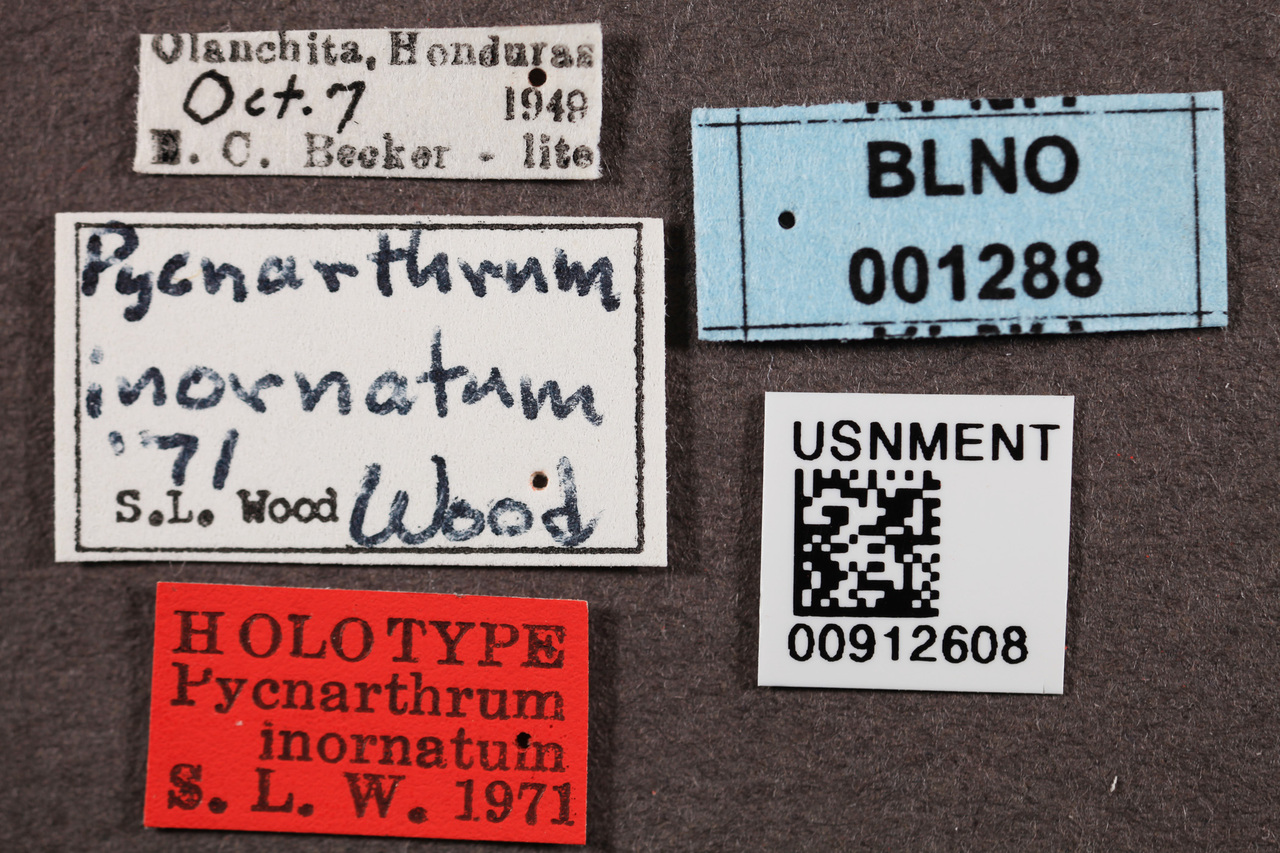 Olanchita, Honduras
Oct. 7 1949
E. C. Becker - lite
Pycnarthrum
inornatum
'71
S.L. Wood Wood
HOLOTYPE
Pycnarthrum
inornatum
S. L. W. 1971
BLNO
001288
USNMENT
00912608